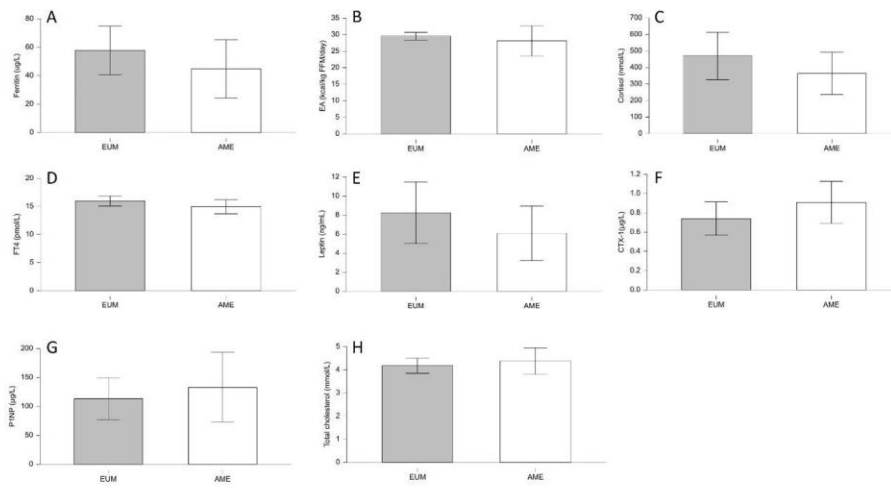 A
Ferritin (ug/L)
80
60
40
20
0
EUM
AME
B
EA (kcal/kg FFM/day)
35
30
25
20
15
10
5
0
EUM
AME
C
Cortisol (nmol/L)
700
600
500
400
300
200
100
0
EUM
AME
D
FT4 (pmol/L)
20
15
10
5
0
EUM
AME
E
Leptin (ng/mL)
12
10
8
6
4
2
0
EUM
AME
F
CTX-1(µg/L)
1.2
1.0
0.8
0.6
0.4
0.2
0.0
EUM
AME
G
P1NP (µg/L)
200
150
100
50
0
EUM
AME
H
Total cholesterol (mmol/L)
5
4
3
2
1
0
EUM
AME